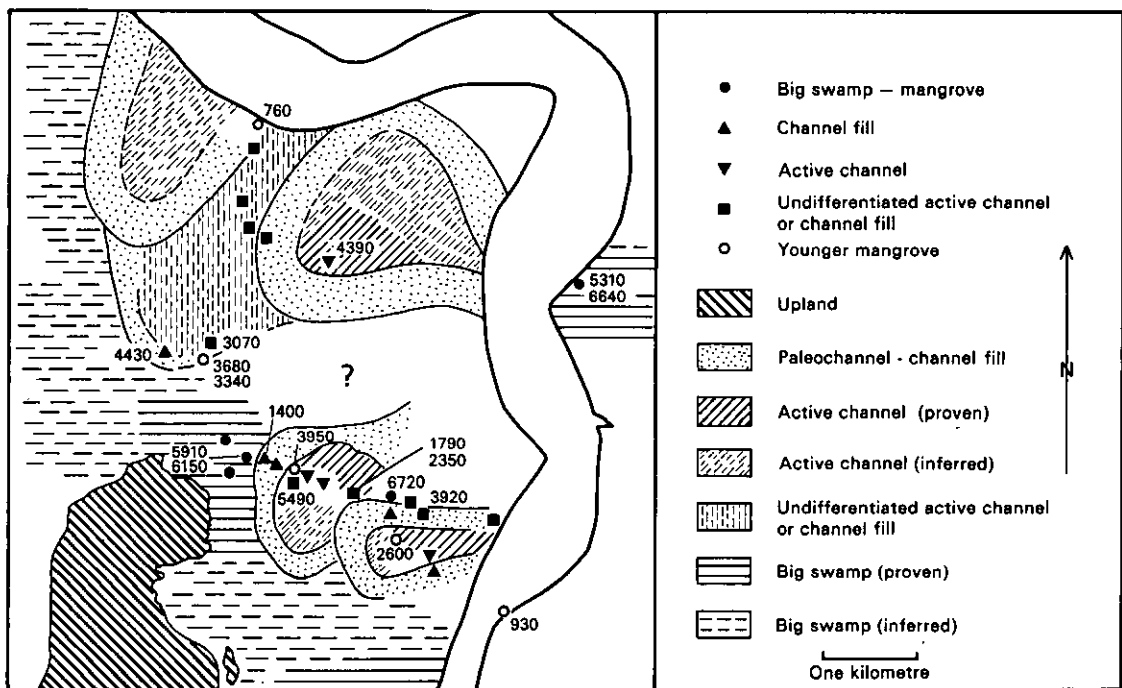 760
4390
5310
6640
4430
3070
3680
3340
?
1400
3950
1790
2350
5910
6150
6720
5490
3920
2600
930
Big swamp – mangrove
Channel fill
Active channel
Undifferentiated active channel
or channel fill
Younger mangrove
Upland
Paleochannel - channel fill
Active channel (proven)
Active channel (inferred)
Undifferentiated active channel
or channel fill
Big swamp (proven)
Big swamp (inferred)
One kilometre
N